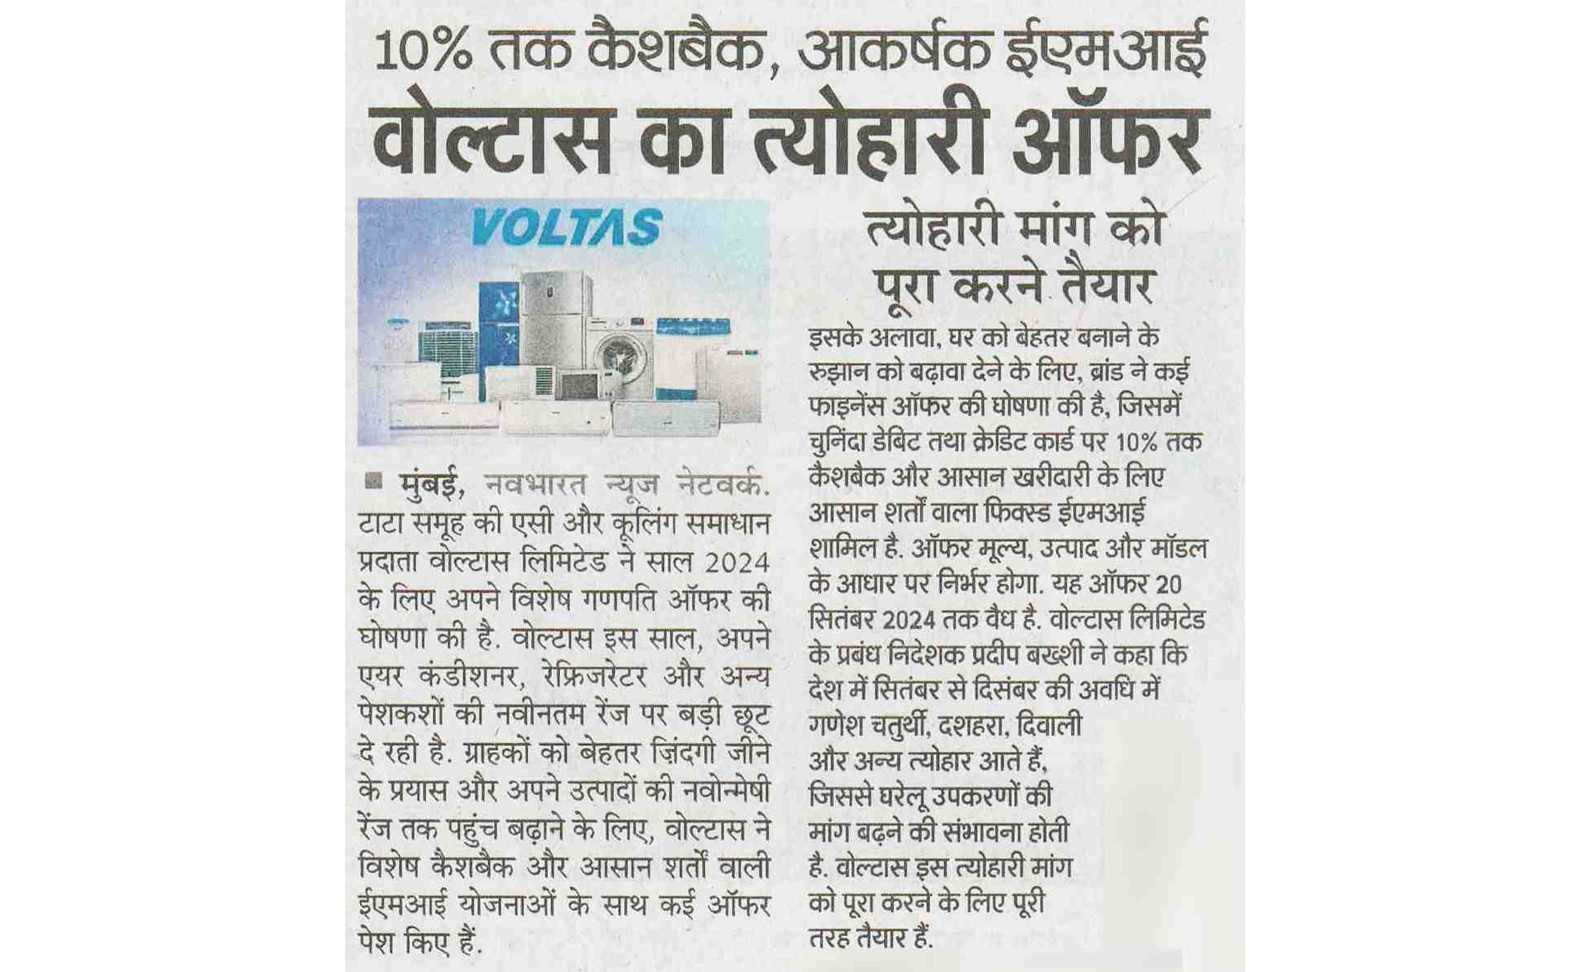 10% तक कैशबैक, आकर्षक ईएमआई
वोल्टास का त्योहारी ऑफर
VOLTAS
■ मुंबई, नवभारत न्यूज नेटवर्क.
टाटा समूह की एसी और कूलिंग समाधान
प्रदाता वोल्टास लिमिटेड ने साल 2024
के लिए अपने विशेष गणपति ऑफर की
घोषणा की है. वोल्टास इस साल, अपने
एयर कंडीशनर, रेफ्रिजरेटर और अन्य
पेशकशों की नवीनतम रेंज पर बड़ी छूट
दे रही है. ग्राहकों को बेहतर ज़िंदगी जीने
के प्रयास और अपने उत्पादों की नवोन्मेषी
रेंज तक पहुंच बढ़ाने के लिए, वोल्टास ने
विशेष कैशबैक और आसान शर्तों वाली
ईएमआई योजनाओं के साथ कई ऑफर
पेश किए हैं.
त्योहारी मांग को
पूरा करने तैयार
इसके अलावा, घर को बेहतर बनाने के
रुझान को बढ़ावा देने के लिए, ब्रांड ने कई
फाइनेंस ऑफर की घोषणा की है, जिसमें
चुनिंदा डेबिट तथा क्रेडिट कार्ड पर 10% तक
कैशबैक और आसान खरीदारी के लिए
आसान शर्तों वाला फिक्स्ड ईएमआई
शामिल है. ऑफर मूल्य, उत्पाद और मॉडल
के आधार पर निर्भर होगा. यह ऑफर 20
सितंबर 2024 तक वैध है. वोल्टास लिमिटेड
के प्रबंध निदेशक प्रदीप बख्शी ने कहा कि
देश में सितंबर से दिसंबर की अवधि में
गणेश चतुर्थी, दशहरा, दिवाली
और अन्य त्योहार आते हैं,
जिससे घरेलू उपकरणों की
मांग बढ़ने की संभावना होती
है. वोल्टास इस त्योहारी मांग
को पूरा करने के लिए पूरी
तरह तैयार हैं.